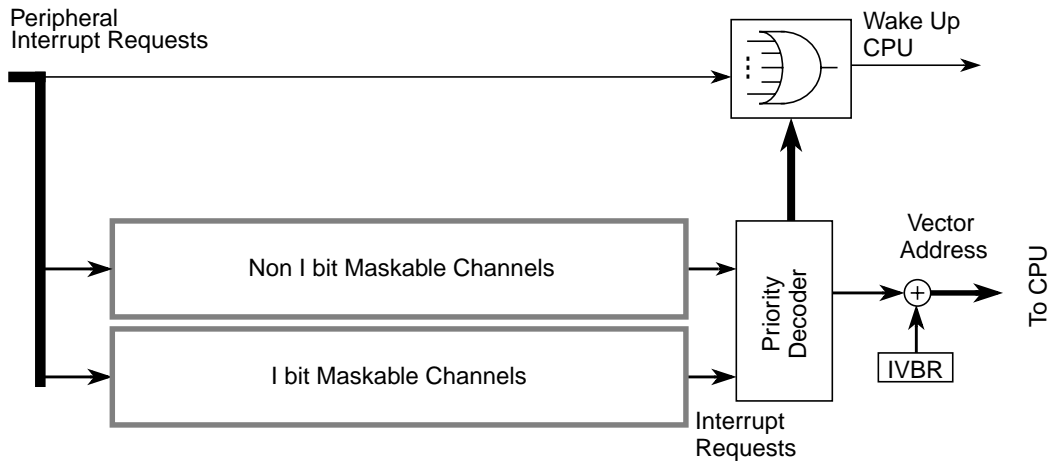 Peripheral
Interrupt Requests
Wake Up
CPU
Non I bit Maskable Channels
I bit Maskable Channels
Priority
Decoder
Interrupt
Requests
Vector
Address
+
IVBR
To CPU